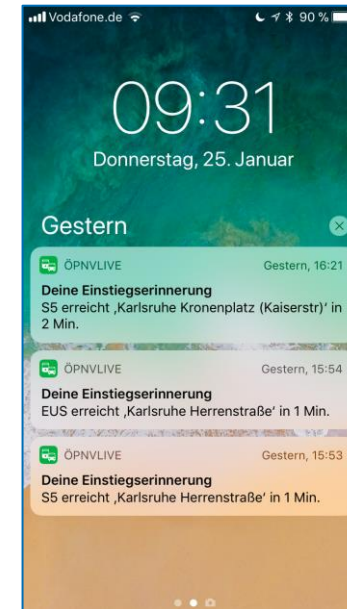 Vodafone.de 90 %
09:31
Donnerstag, 25. Januar
Gestern
ÖPNVLIVE Gestern, 16:21
Deine Einstiegserinnerung
S5 erreicht ‚Karlsruhe Kronenplatz (Kaiserstr)‘ in
2 Min.
ÖPNVLIVE Gestern, 15:54
Deine Einstiegserinnerung
EUS erreicht ‚Karlsruhe Herrenstraße‘ in 1 Min.
ÖPNVLIVE Gestern, 15:53
Deine Einstiegserinnerung
S5 erreicht ‚Karlsruhe Herrenstraße‘ in 1 Min.